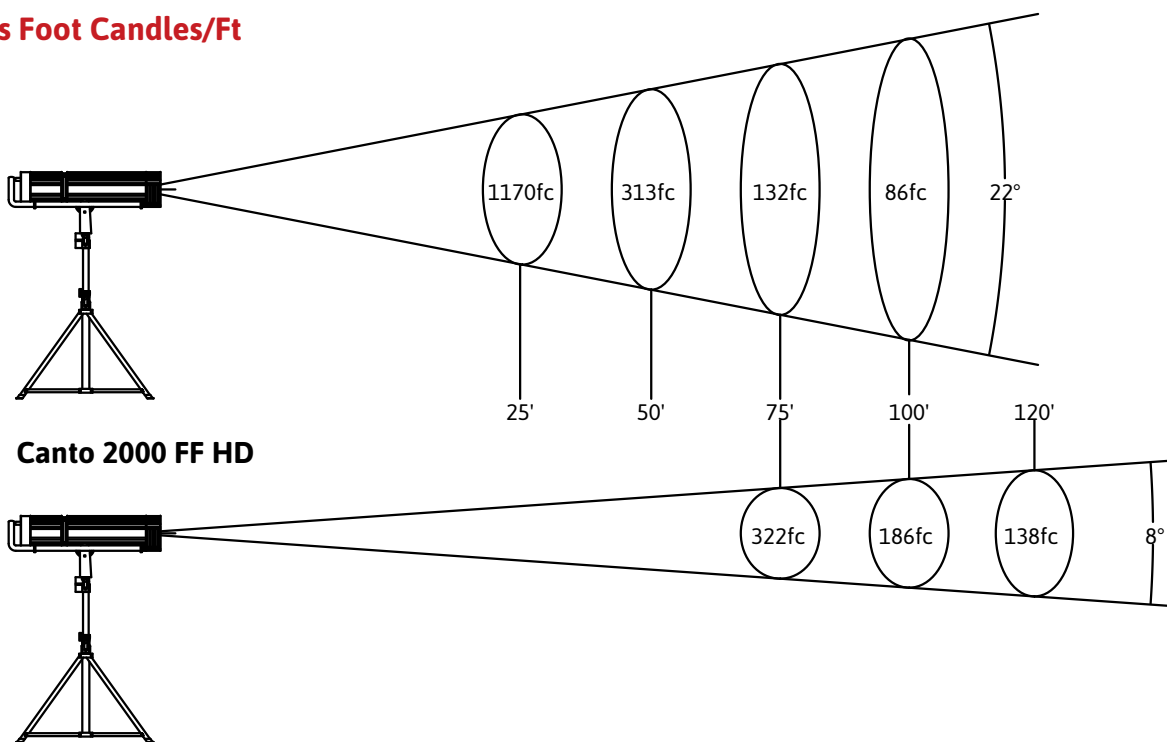 s Foot Candles/Ft
1170fc 313fc 132fc 86fc 22°
25' 50' 75' 100' 120'
Canto 2000 FF HD
322fc 186fc 138fc 8°